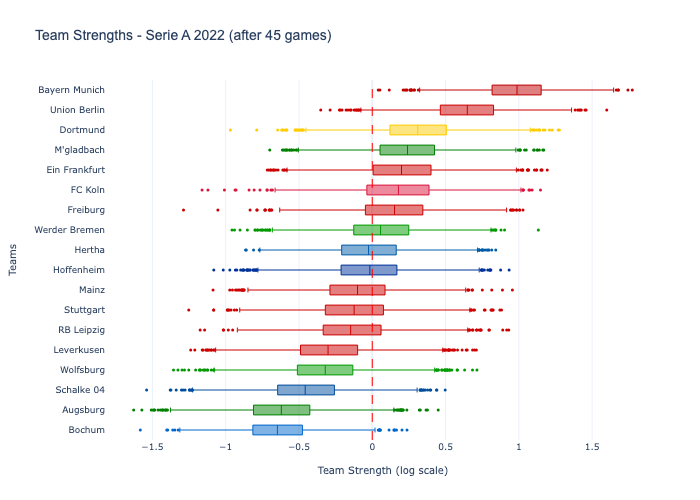 Team Strengths - Serie A 2022 (after 45 games)
Bayern Munich
Union Berlin
Dortmund
M'gladbach
Ein Frankfurt
FC Koln
Freiburg
Werder Bremen
Hertha
Hoffenheim
Mainz
Stuttgart
RB Leipzig
Leverkusen
Wolfsburg
Schalke 04
Augsburg
Bochum
Teams
−1.5 −1 −0.5 0 0.5 1 1.5
Team Strength (log scale)